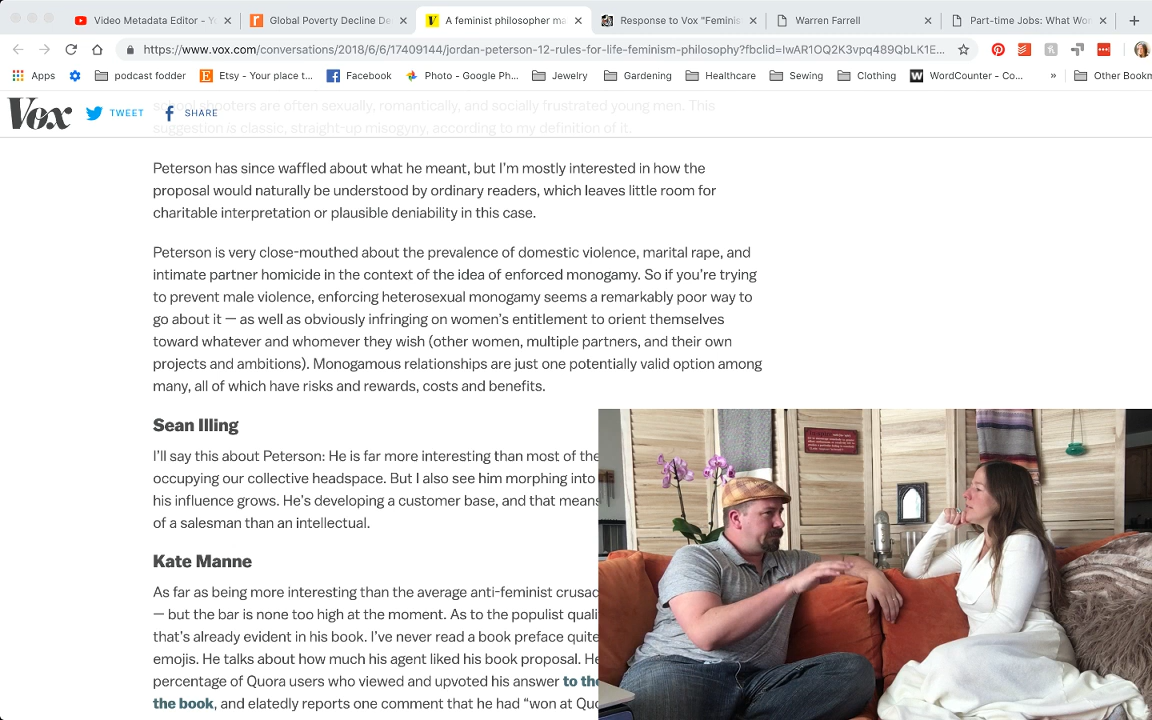 Video Metadata Editor - Y
Global Poverty Decline De
A feminist philosopher ma
Response to Vox "Feminis
Warren Farrell
Part-time Jobs: What Wo
https://www.vox.com/conversations/2018/6/6/17409144/jordan-peterson-12-rules-for-life-feminism-philosophy?fbclid=IwAR1OQ2K3vpq489QbLK1E...
Apps
podcast fodder
Etsy - Your place t...
Facebook
Photo - Google Ph...
Jewelry
Gardening
Healthcare
Sewing
Clothing
WordCounter - Co...
»
Other Bookm
Vox
TWEET
SHARE
school shooters are often sexually, romantically, and socially frustrated young men. This
suggestion is classic, straight-up misogyny, according to my definition of it.
Peterson has since waffled about what he meant, but I'm mostly interested in how the
proposal would naturally be understood by ordinary readers, which leaves little room for
charitable interpretation or plausible deniability in this case.
Peterson is very close-mouthed about the prevalence of domestic violence, marital rape, and
intimate partner homicide in the context of the idea of enforced monogamy. So if you're trying
to prevent male violence, enforcing heterosexual monogamy seems a remarkably poor way to
go about it — as well as obviously infringing on women's entitlement to orient themselves
toward whatever and whomever they wish (other women, multiple partners, and their own
projects and ambitions). Monogamous relationships are just one potentially valid option among
many, all of which have risks and rewards, costs and benefits.
Sean Illing
I'll say this about Peterson: He is far more interesting than most of the
occupying our collective headspace. But I also see him morphing into
his influence grows. He's developing a customer base, and that means
of a salesman than an intellectual.
Kate Manne
As far as being more interesting than the average anti-feminist crusad
— but the bar is none too high at the moment. As to the populist quali
that's already evident in his book. I've never read a book preface quite
emojis. He talks about how much his agent liked his book proposal. He
percentage of Quora users who viewed and upvoted his answer to the
the book, and elatedly reports one comment that he had "won at Quo